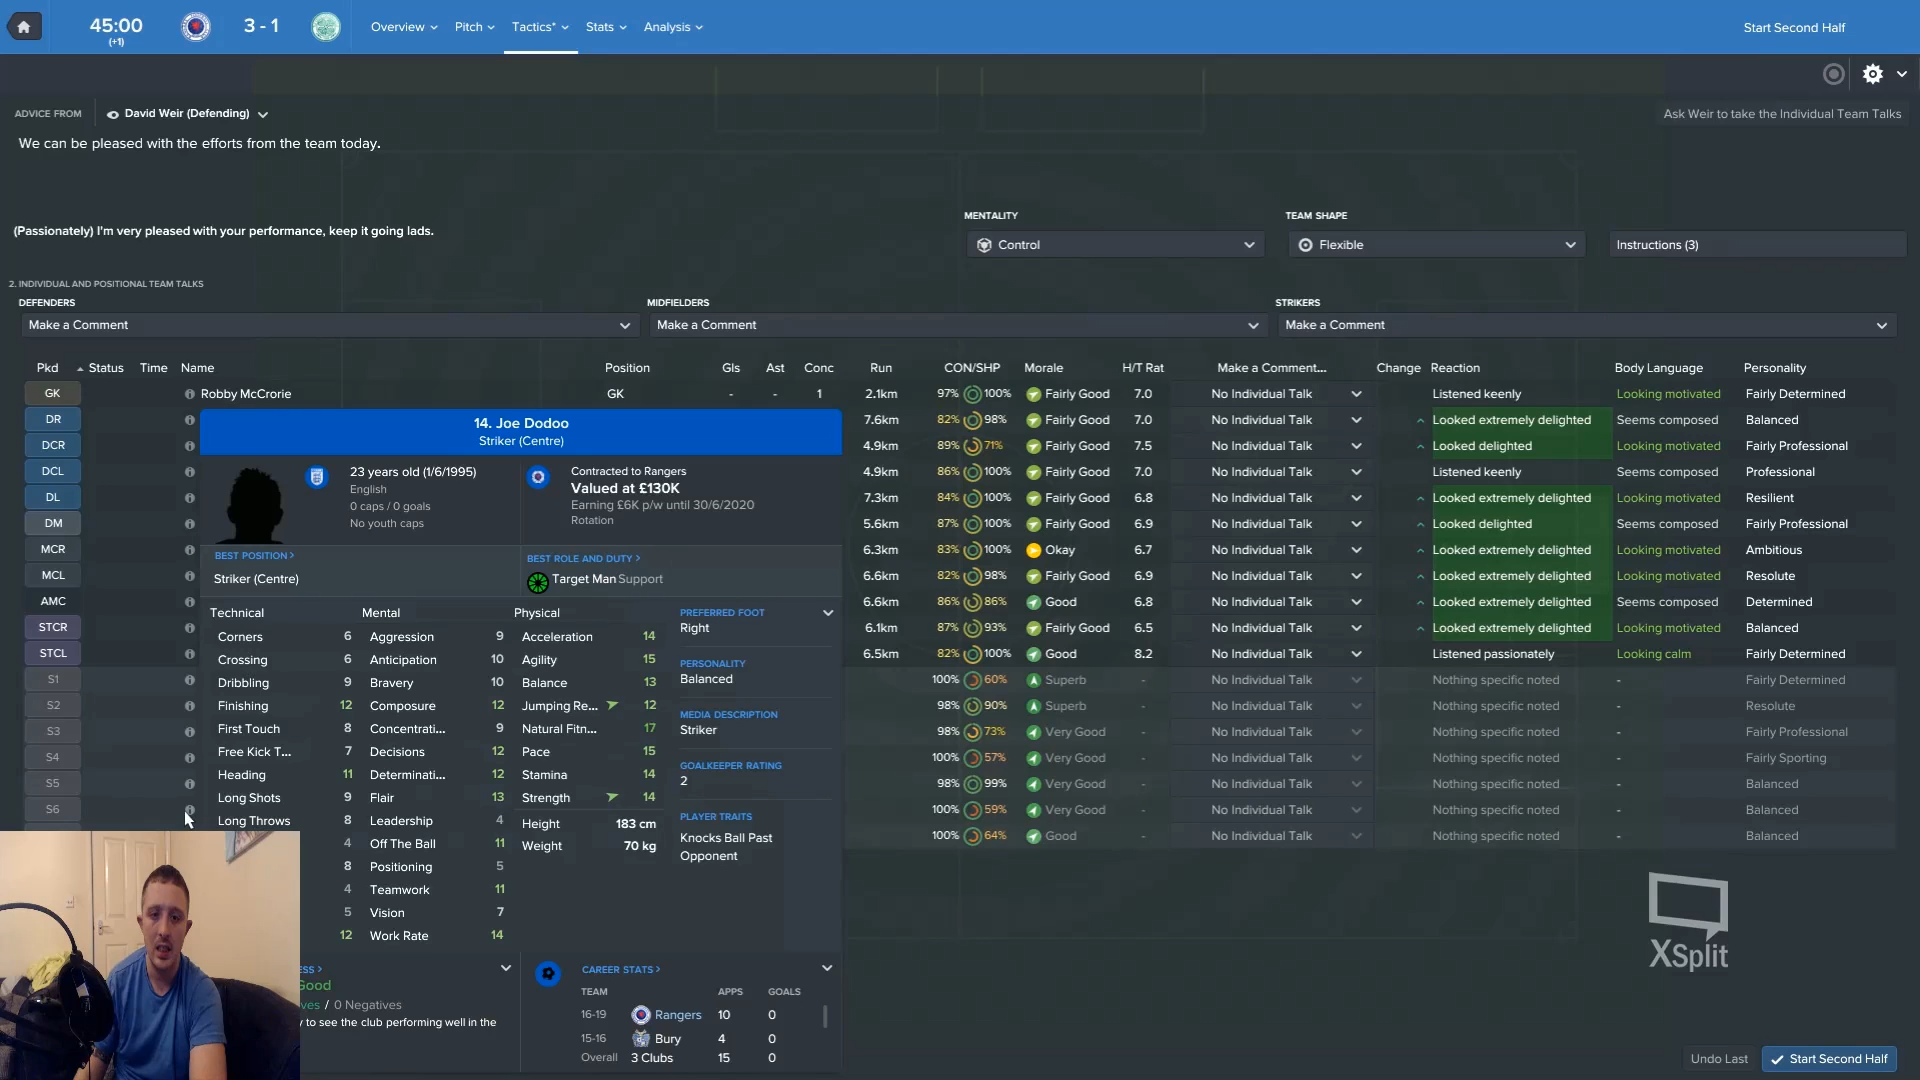 45:00
(+1)
3 - 1
Overview
Pitch
Tactics*
Stats
Analysis
Start Second Half
ADVICE FROM
David Weir (Defending)
Ask Weir to take the Individual Team Talks
We can be pleased with the efforts from the team today.
MENTALITY
TEAM SHAPE
(Passionately) I'm very pleased with your performance, keep it going lads.
Control
Flexible
Instructions (3)
2. INDIVIDUAL AND POSITIONAL TEAM TALKS
DEFENDERS
MIDFIELDERS
STRIKERS
Make a Comment
Make a Comment
Make a Comment
Pkd Status Time Name Position Gls Ast Conc Run CON/SHP Morale H/T Rat Make a Comment... Change Reaction Body Language Personality
GK Robby McCrorie GK - - 1 2.1km 97% 100% Fairly Good 7.0 No Individual Talk Listened keenly Looking motivated Fairly Determined
DR 7.6km 82% 98% Fairly Good 7.0 No Individual Talk Looked extremely delighted Seems composed Balanced
DCR 4.9km 89% 71% Fairly Good 7.5 No Individual Talk Looked delighted Looking motivated Fairly Professional
DCL 4.9km 86% 100% Fairly Good 7.0 No Individual Talk Listened keenly Seems composed Professional
DL 7.3km 84% 100% Fairly Good 6.8 No Individual Talk Looked extremely delighted Looking motivated Resilient
DM 5.6km 87% 100% Fairly Good 6.9 No Individual Talk Looked delighted Seems composed Fairly Professional
MCR 6.3km 83% 100% Okay 6.7 No Individual Talk Looked extremely delighted Looking motivated Ambitious
MCL 6.6km 82% 98% Fairly Good 6.9 No Individual Talk Looked extremely delighted Looking motivated Resolute
AMC 6.6km 86% 86% Good 6.8 No Individual Talk Looked extremely delighted Seems composed Determined
STCR 6.1km 87% 93% Fairly Good 6.5 No Individual Talk Looked extremely delighted Looking motivated Balanced
STCL 6.5km 82% 100% Good 8.2 No Individual Talk Listened passionately Looking calm Fairly Determined
S1 100% 60% Superb - No Individual Talk Nothing specific noted - Fairly Determined
S2 98% 90% Superb - No Individual Talk Nothing specific noted - Resolute
S3 98% 73% Very Good - No Individual Talk Nothing specific noted - Fairly Professional
S4 100% 57% Very Good - No Individual Talk Nothing specific noted - Fairly Sporting
S5 98% 99% Very Good - No Individual Talk Nothing specific noted - Balanced
S6 100% 59% Very Good - No Individual Talk Nothing specific noted - Balanced
100% 64% Good - No Individual Talk Nothing specific noted - Balanced
14. Joe Dodoo
Striker (Centre)
23 years old (1/6/1995)
English
0 caps / 0 goals
No youth caps
Contracted to Rangers
Valued at £130K
Earning £6K p/w until 30/6/2020
Rotation
BEST POSITION >
Striker (Centre)
BEST ROLE AND DUTY >
Target Man Support
Technical
Corners 6
Crossing 6
Dribbling 9
Finishing 12
First Touch 8
Free Kick T... 7
Heading 11
Long Shots 9
Long Throws 8
4
8
4
5
12
Mental
Aggression 9
Anticipation 10
Bravery 10
Composure 12
Concentrati... 9
Decisions 12
Determinati... 12
Flair 13
Leadership 4
Off The Ball 11
Positioning 5
Teamwork 11
Vision 7
Work Rate 14
Physical
Acceleration 14
Agility 15
Balance 13
Jumping Re... 12
Natural Fitn... 17
Pace 15
Stamina 14
Strength 14
Height 183 cm
Weight 70 kg
PREFERRED FOOT
Right
PERSONALITY
Balanced
MEDIA DESCRIPTION
Striker
GOALKEEPER RATING
2
PLAYER TRAITS
Knocks Ball Past
Opponent
ESS >
Good
ves / 0 Negatives
y to see the club performing well in the
CAREER STATS >
TEAM APPS GOALS
16-19 Rangers 10 0
15-16 Bury 4 0
Overall 3 Clubs 15 0
XSplit
Undo Last
Start Second Half